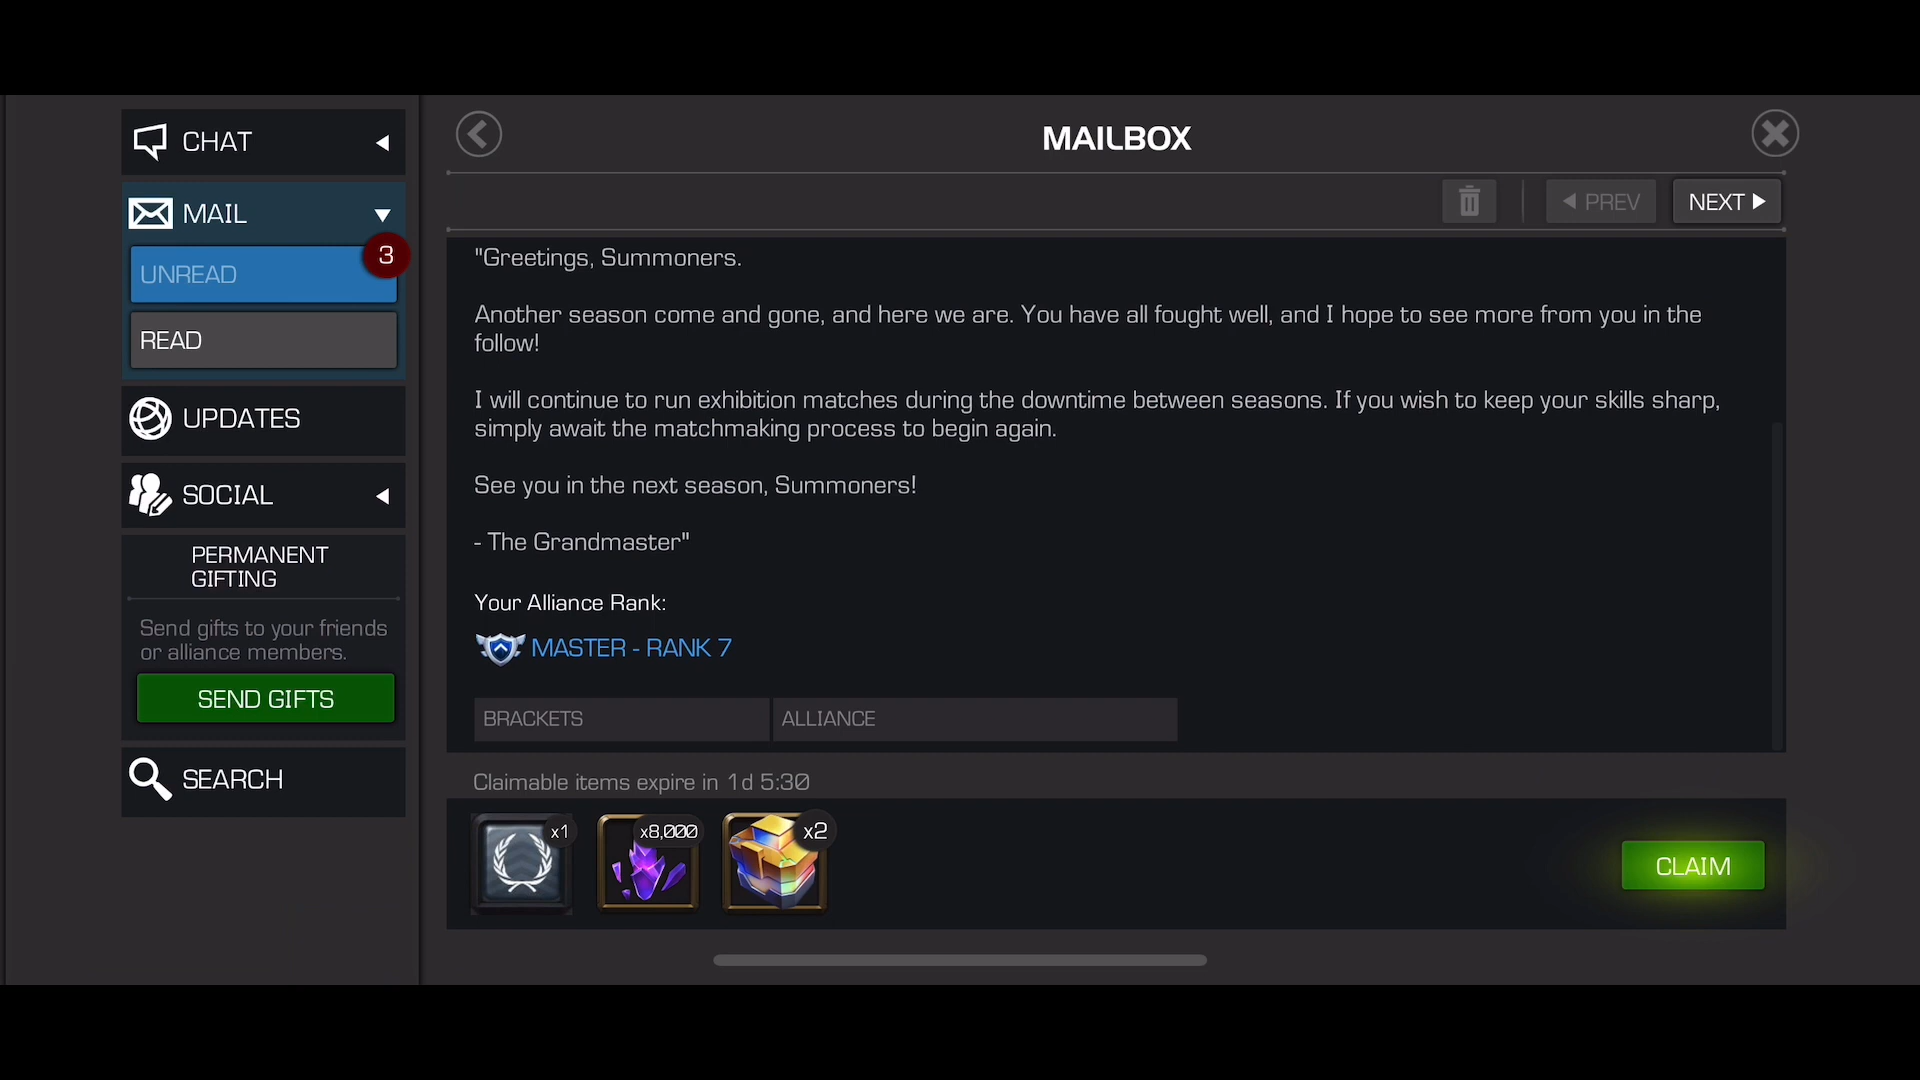 CHAT
MAIL
3
UNREAD
READ
UPDATES
SOCIAL
PERMANENT
GIFTING
Send gifts to your friends
or alliance members.
SEND GIFTS
SEARCH
MAILBOX
PREV
NEXT
"Greetings, Summoners.
Another season come and gone, and here we are. You have all fought well, and I hope to see more from you in the
follow!
I will continue to run exhibition matches during the downtime between seasons. If you wish to keep your skills sharp,
simply await the matchmaking process to begin again.
See you in the next season, Summoners!
- The Grandmaster"
Your Alliance Rank:
MASTER - RANK 7
BRACKETS
ALLIANCE
Claimable items expire in 1d 5:30
x1
x8,000
x2
CLAIM